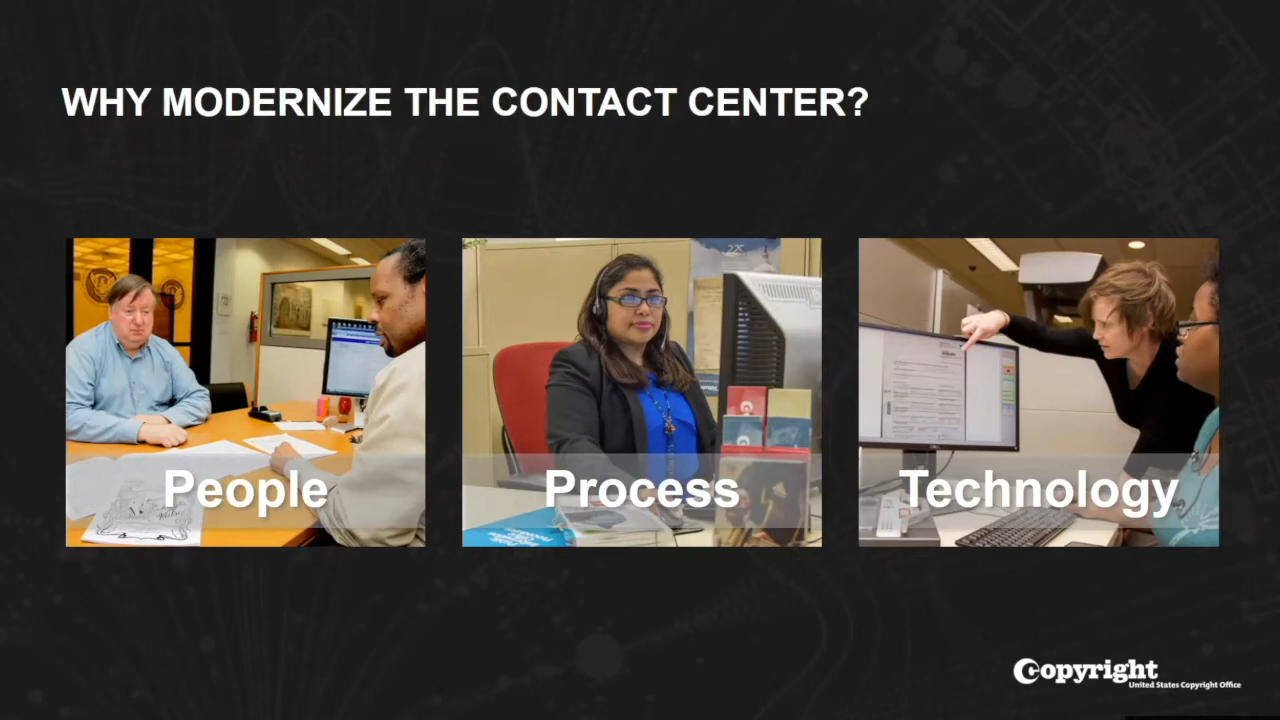 WHY MODERNIZE THE CONTACT CENTER?
People
Process
Technology
Copyright
United States Copyright Office